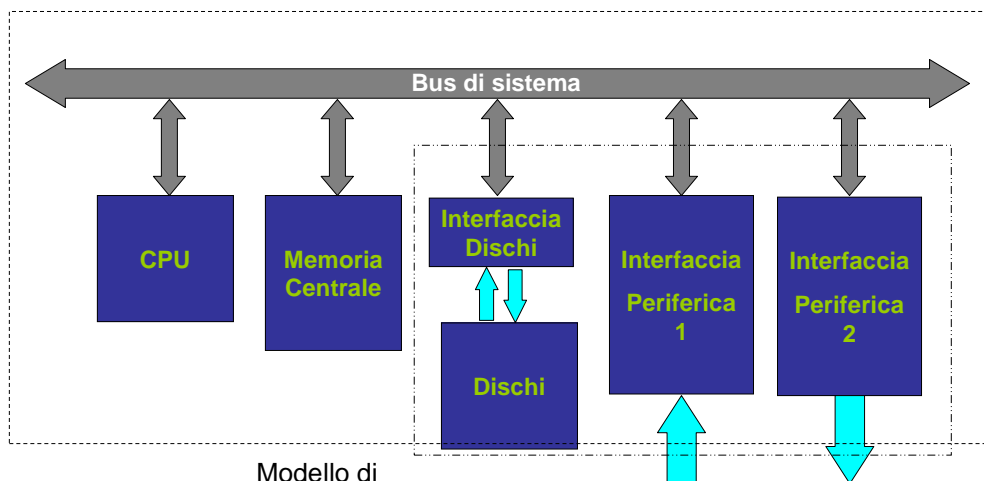 Bus di sistema
CPU
Memoria
Centrale
Interfaccia
Dischi
Dischi
Interfaccia
Periferica
1
Interfaccia
Periferica
2
Modello di